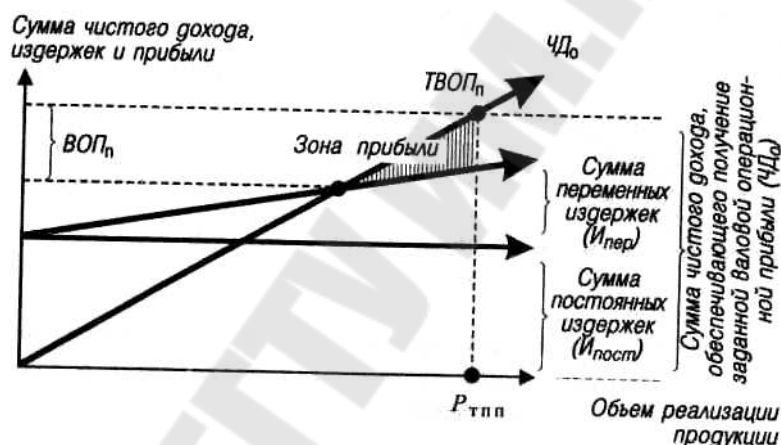 Сумма чистого дохода,
издержек и прибыли
ЧДо
ТВОПп
ВОПп
Зона прибыли
Сумма
переменных
издержек
(Ипер)
Сумма
постоянных
издержек
(Ипост)
Сумма чистого дохода,
обеспечивающего получение
заданной валовой операцион-
ной прибыли (ЧДо)
Ртпп
Объем реализации
продукции